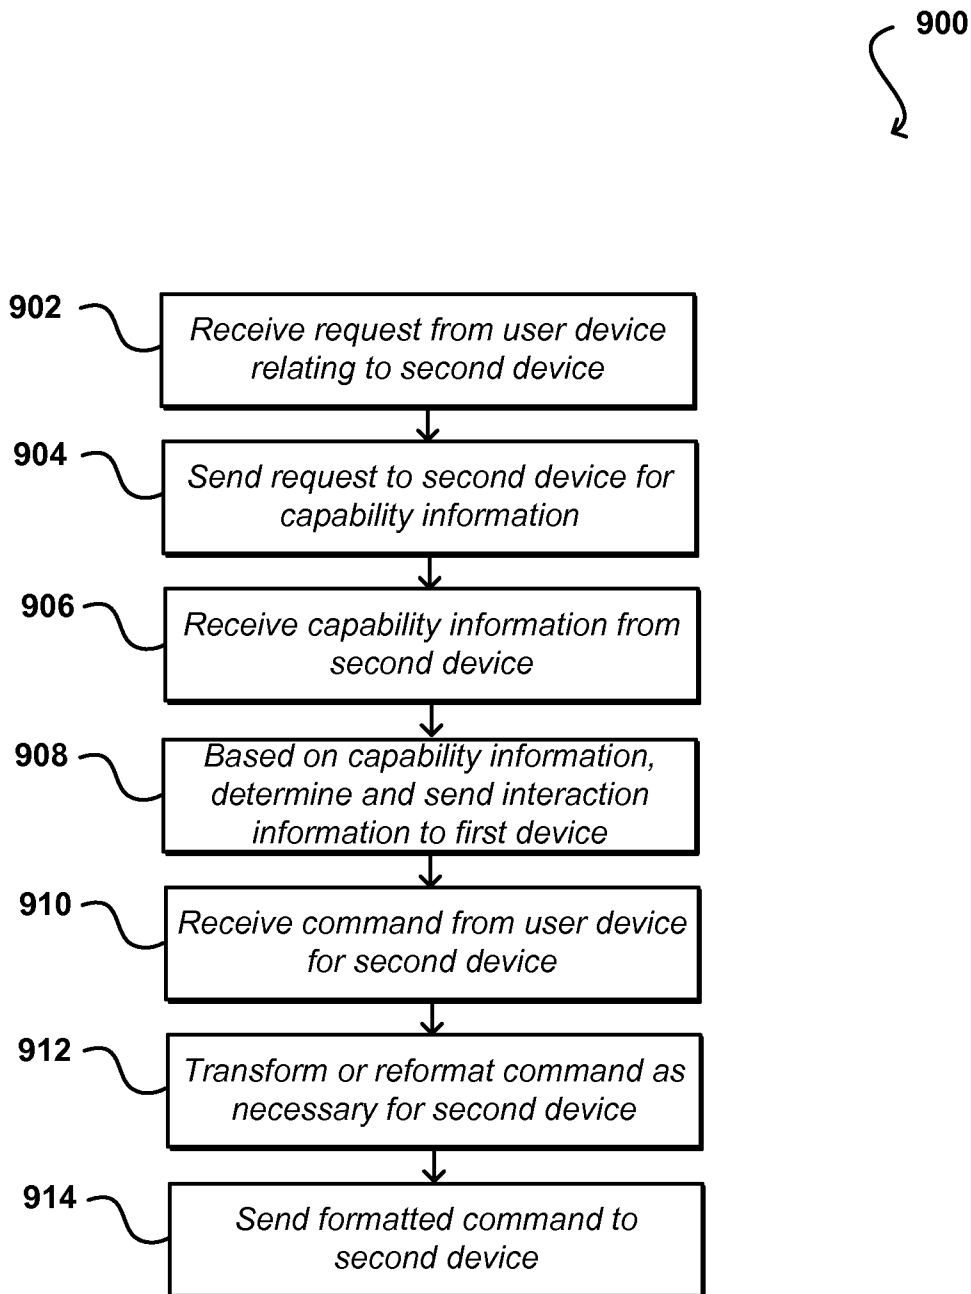 900
902
Receive request from user device
relating to second device
904
Send request to second device for
capability information
906
Receive capability information from
second device
908
Based on capability information,
determine and send interaction
information to first device
910
Receive command from user device
for second device
912
Transform or reformat command as
necessary for second device
914
Send formatted command to
second device